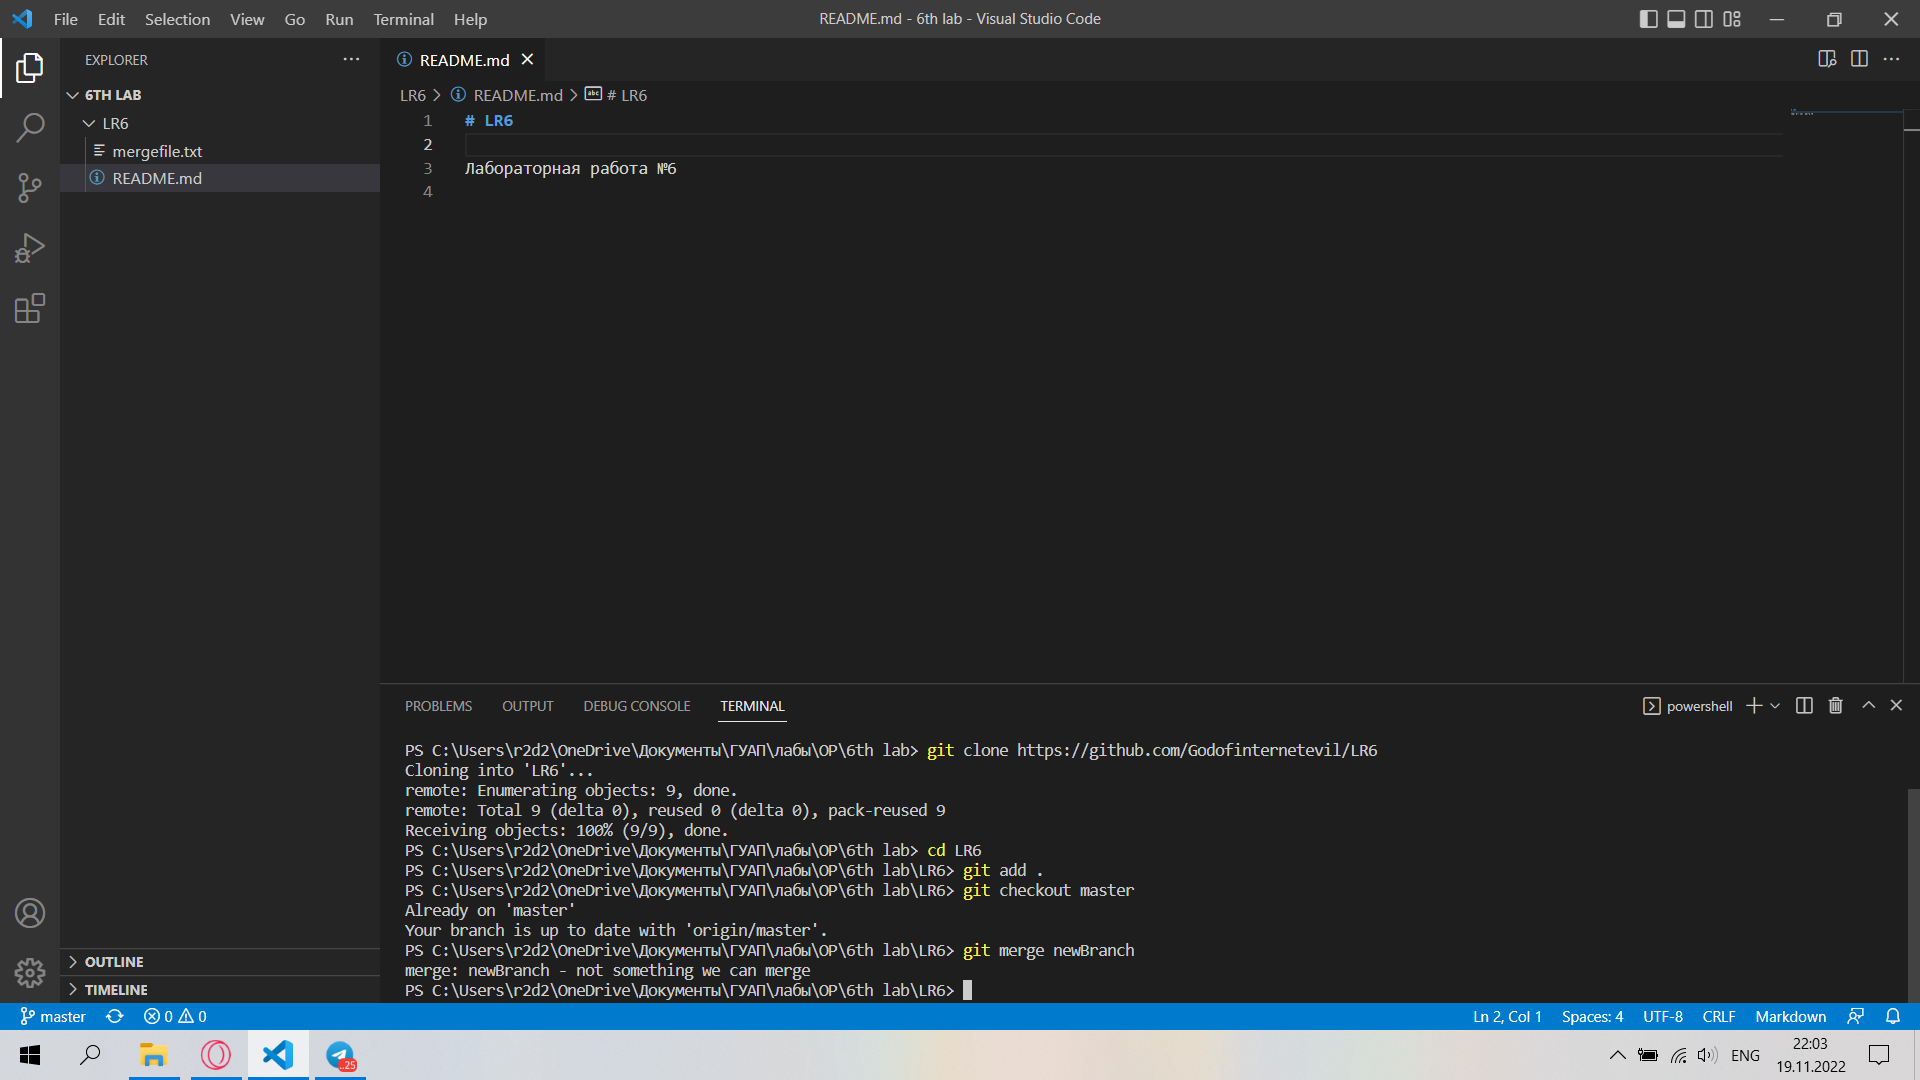 File Edit Selection View Go Run Terminal Help
README.md - 6th lab - Visual Studio Code
EXPLORER
6TH LAB
LR6
mergefile.txt
README.md
README.md
LR6 > README.md > # LR6
1 # LR6
2
3 Лабораторная работа №6
4
PROBLEMS OUTPUT DEBUG CONSOLE TERMINAL
powershell
PS C:\Users\r2d2\OneDrive\Документы\ГУАП\лабы\ОР\6th lab> git clone https://github.com/Godofinternetevil/LR6
Cloning into 'LR6'...
remote: Enumerating objects: 9, done.
remote: Total 9 (delta 0), reused 0 (delta 0), pack-reused 9
Receiving objects: 100% (9/9), done.
PS C:\Users\r2d2\OneDrive\Документы\ГУАП\лабы\ОР\6th lab> cd LR6
PS C:\Users\r2d2\OneDrive\Документы\ГУАП\лабы\ОР\6th lab\LR6> git add .
PS C:\Users\r2d2\OneDrive\Документы\ГУАП\лабы\ОР\6th lab\LR6> git checkout master
Already on 'master'
Your branch is up to date with 'origin/master'.
PS C:\Users\r2d2\OneDrive\Документы\ГУАП\лабы\ОР\6th lab\LR6> git merge newBranch
merge: newBranch - not something we can merge
PS C:\Users\r2d2\OneDrive\Документы\ГУАП\лабы\ОР\6th lab\LR6>
OUTLINE
TIMELINE
master 0 0
Ln 2, Col 1 Spaces: 4 UTF-8 CRLF Markdown
..25
ENG
22:03
19.11.2022